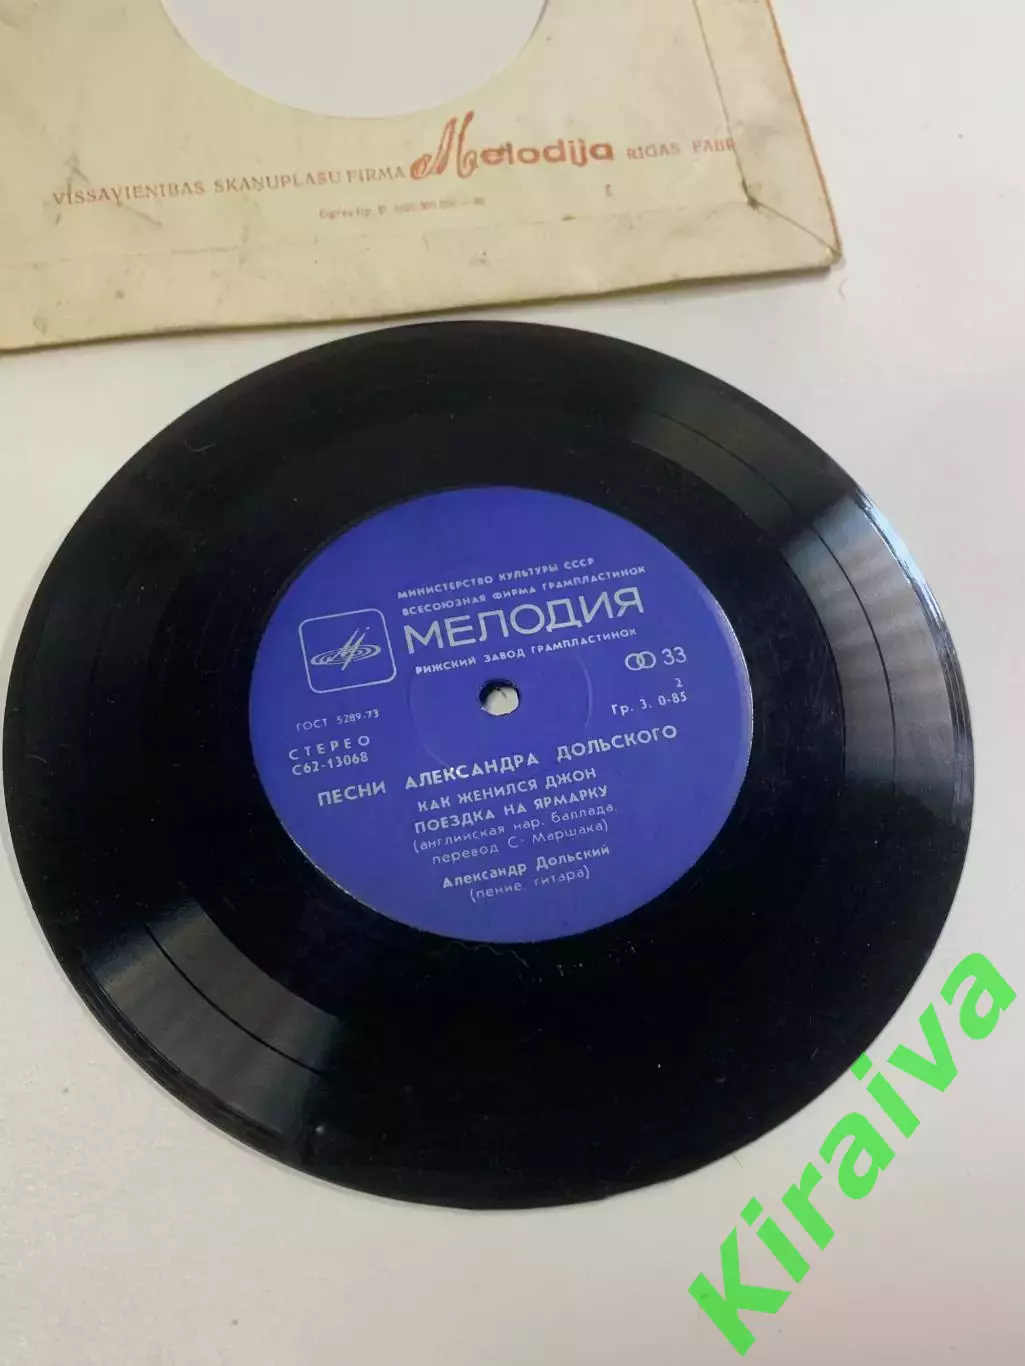 VISSAVIENĪBAS SKAŅUPLAŠU FIRMA Melodija RĪGAS FABR
МИНИСТЕРСТВО КУЛЬТУРЫ СССР
ВСЕСОЮЗНАЯ ФИРМА ГРАМПЛАСТИНОК
МЕЛОДИЯ
РИЖСКИЙ ЗАВОД ГРАМПЛАСТИНОК
33
ГОСТ 5289-73
2
Гр. 3. 0-85
СТЕРЕО
С62-13068
ПЕСНИ АЛЕКСАНДРА ДОЛЬСКОГО
КАК ЖЕНИЛСЯ ДЖОН
ПОЕЗДКА НА ЯРМАРКУ
(английская нар. баллада,
перевод С. Маршака)
Александр Дольский
(пение, гитара)
Kiraiva